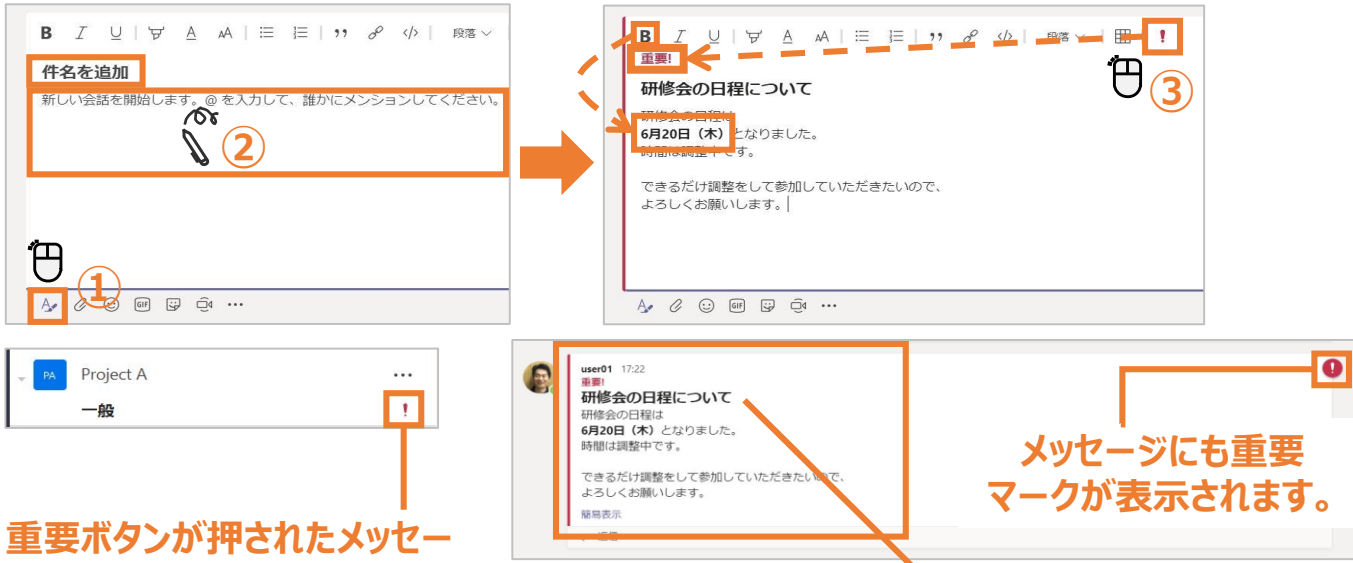 B I U A AA 段落
件名を追加
新しい会話を開始します。@ を入力して、誰かにメンションしてください。
②
①
GIF
B I U A AA 段落 !
重要!
③
研修会の日程について
研修会の日程は
6月20日（木）となりました。
時間は調整中です。
できるだけ調整をして参加していただきたいので、
よろしくお願いします。
GIF
PA Project A
一般 !
重要ボタンが押されたメッセー
user01 17:22
重要!
研修会の日程について
研修会の日程は
6月20日（木）となりました。
時間は調整中です。
できるだけ調整をして参加していただきたいので、
よろしくお願いします。
簡易表示
返信
メッセージにも重要
マークが表示されます。